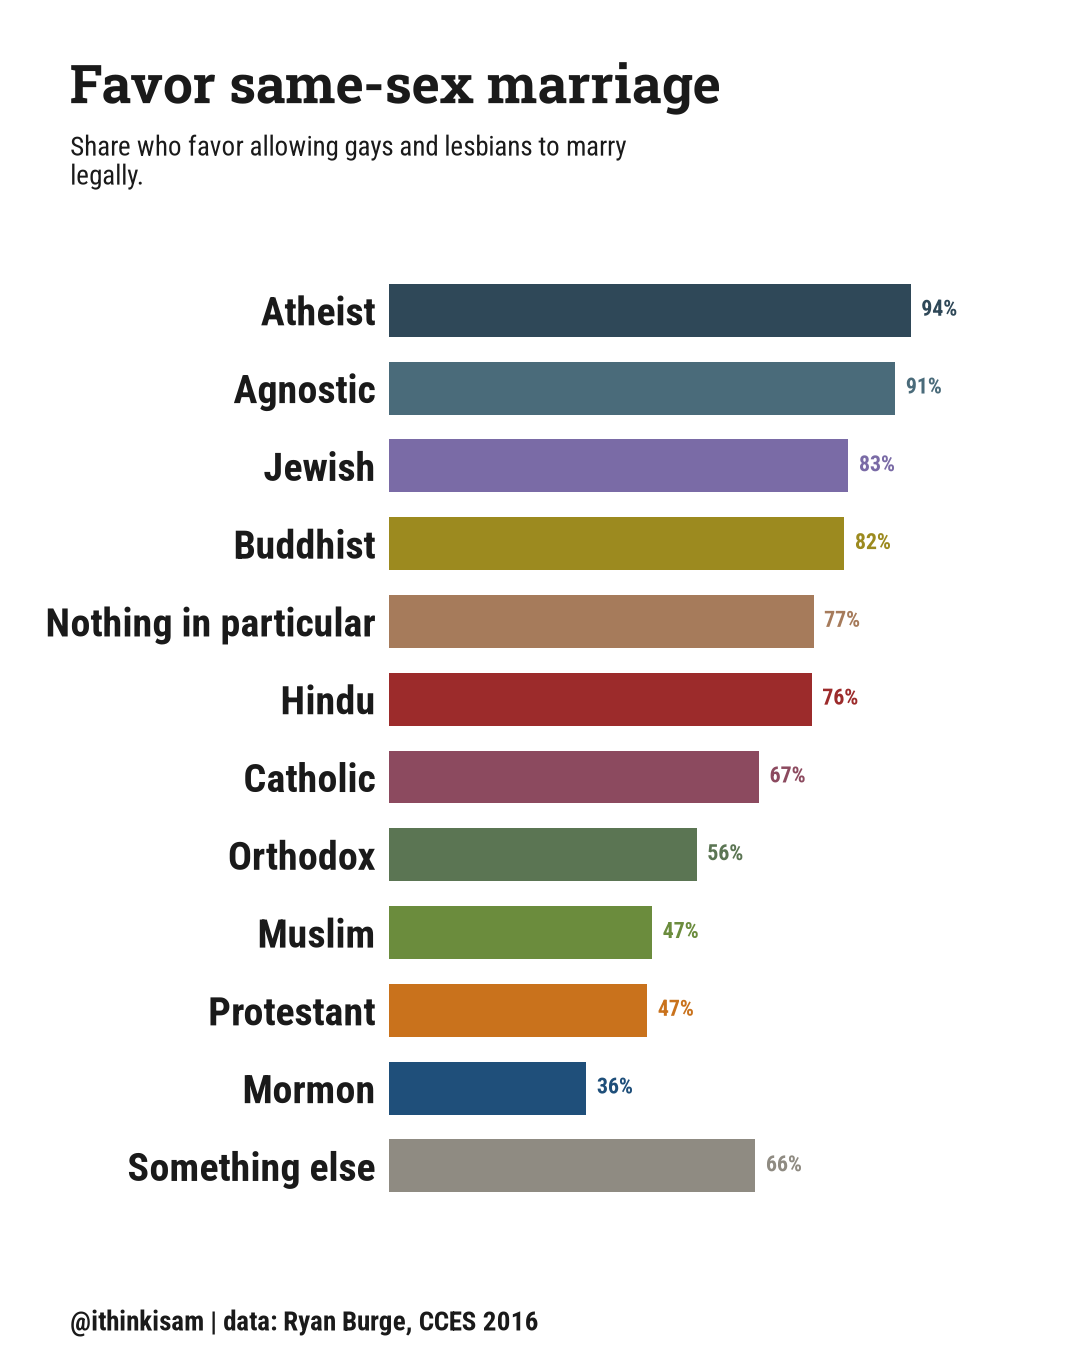 Favor same-sex marriage
Share who favor allowing gays and lesbians to marry
legally.
Atheist 94%
Agnostic 91%
Jewish 83%
Buddhist 82%
Nothing in particular 77%
Hindu 76%
Catholic 67%
Orthodox 56%
Muslim 47%
Protestant 47%
Mormon 36%
Something else 66%
@ithinkisam | data: Ryan Burge, CCES 2016